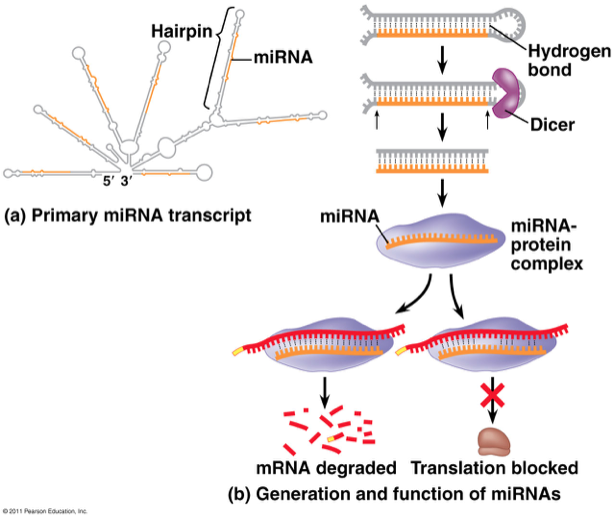 Hairpin
miRNA
5′ 3′
(a) Primary miRNA transcript
Hydrogen
bond
Dicer
miRNA
miRNA-
protein
complex
mRNA degraded
Translation blocked
(b) Generation and function of miRNAs
© 2011 Pearson Education, Inc.